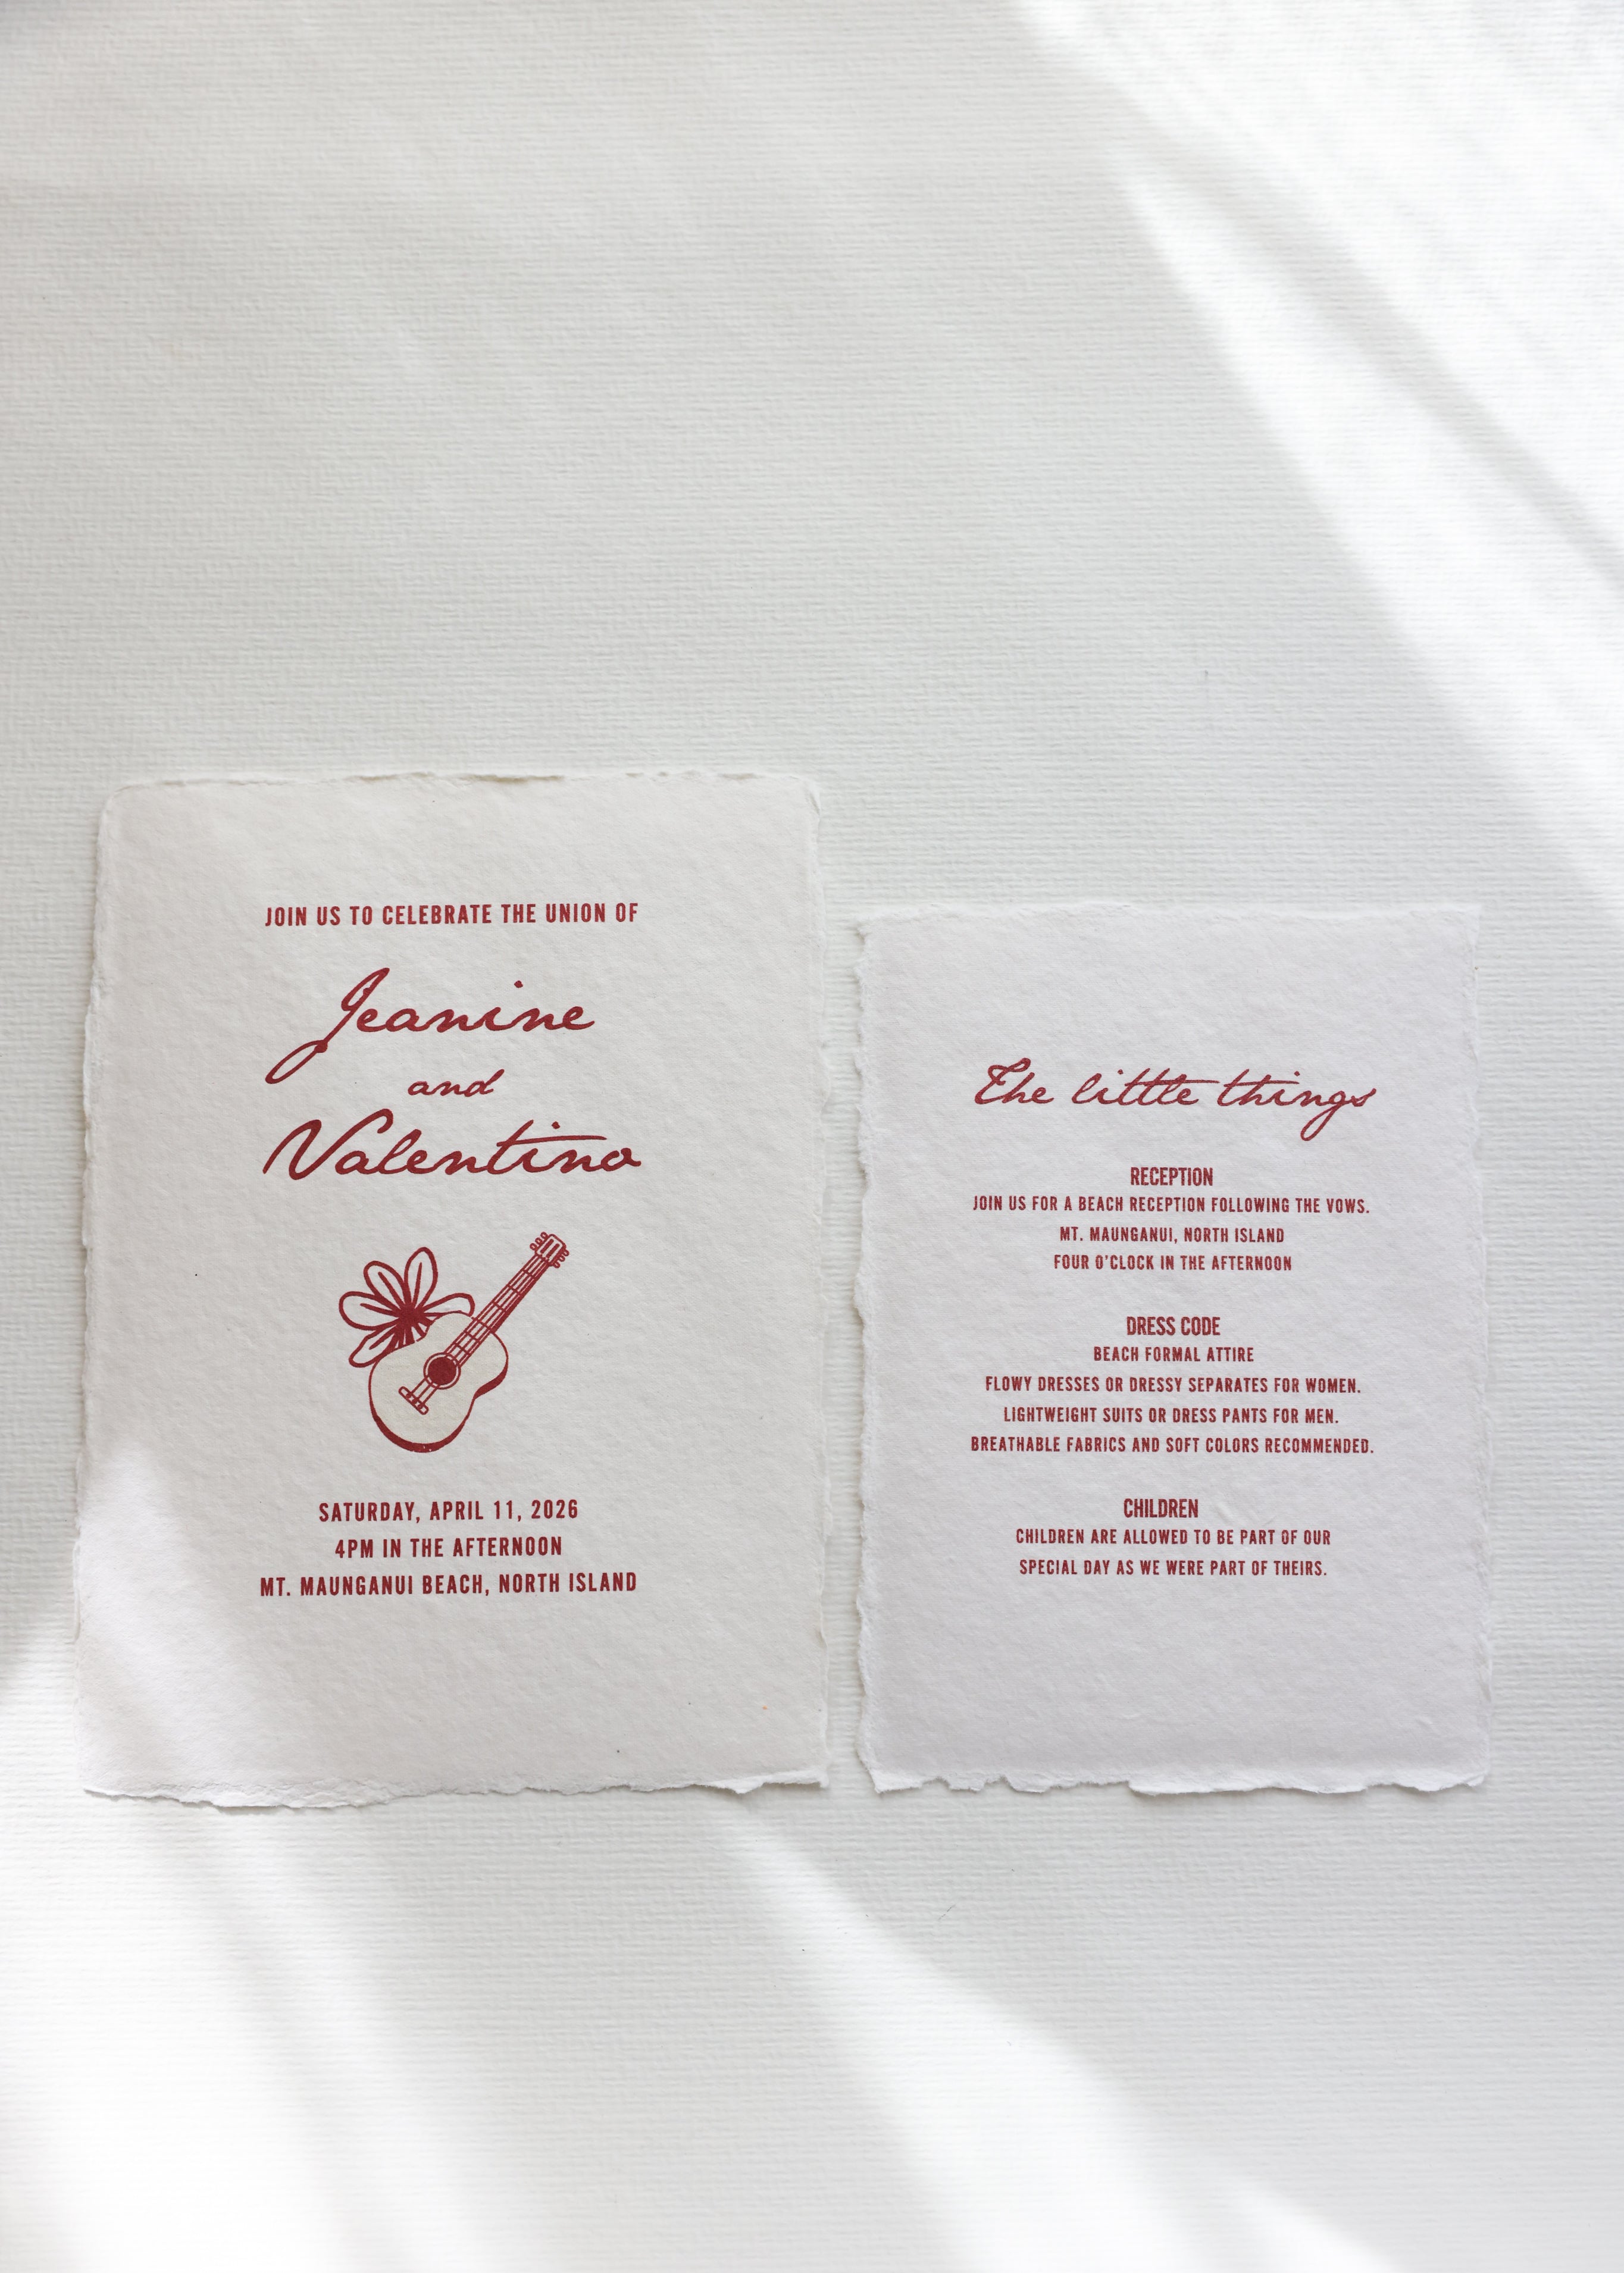 JOIN US TO CELEBRATE THE UNION OF
Jeanine
and
Valentino
SATURDAY, APRIL 11, 2026
4PM IN THE AFTERNOON
MT. MAUNGANUI BEACH, NORTH ISLAND
The little things
RECEPTION
JOIN US FOR A BEACH RECEPTION FOLLOWING THE VOWS.
MT. MAUNGANUI, NORTH ISLAND
FOUR O'CLOCK IN THE AFTERNOON
DRESS CODE
BEACH FORMAL ATTIRE
FLOWY DRESSES OR DRESSY SEPARATES FOR WOMEN.
LIGHTWEIGHT SUITS OR DRESS PANTS FOR MEN.
BREATHABLE FABRICS AND SOFT COLORS RECOMMENDED.
CHILDREN
CHILDREN ARE ALLOWED TO BE PART OF OUR
SPECIAL DAY AS WE WERE PART OF THEIRS.